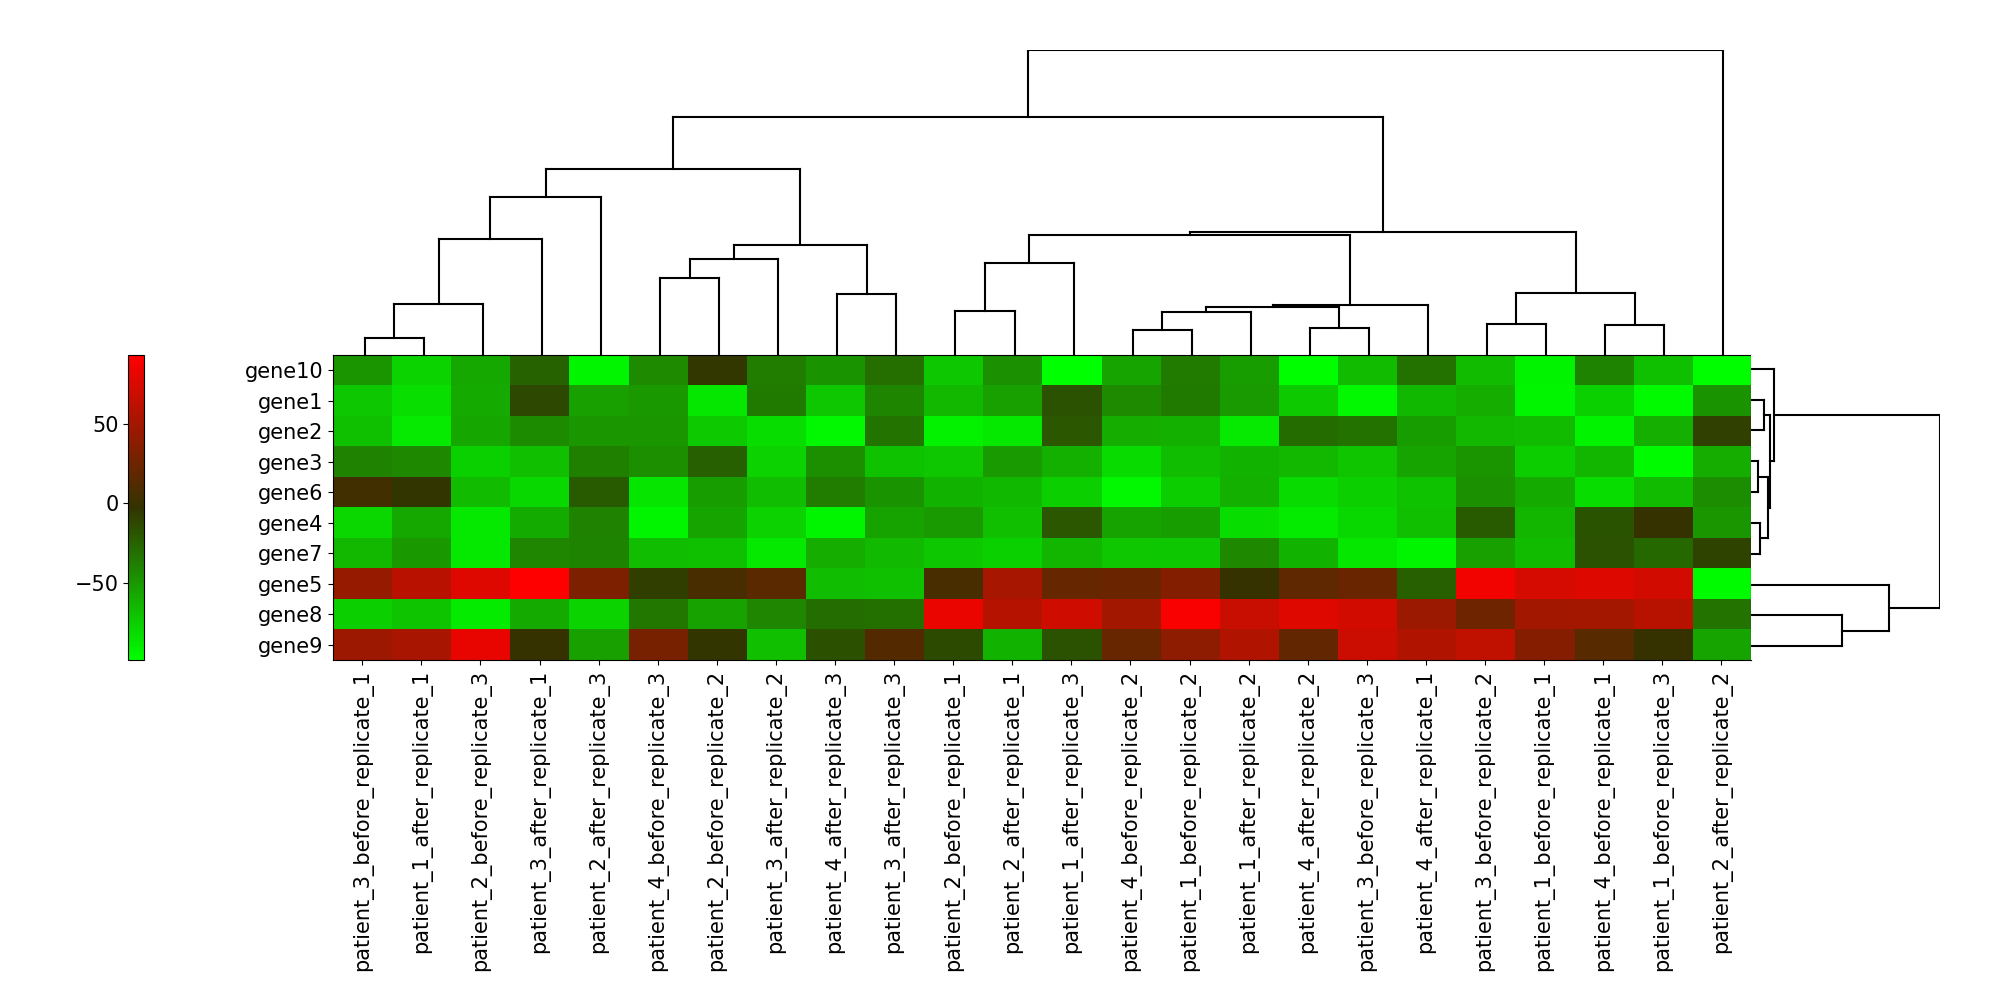 gene10
gene1
gene2
gene3
gene6
gene4
gene7
gene5
gene8
gene9
50
0
−50
patient_3_before_replicate_1
patient_1_after_replicate_1
patient_2_before_replicate_3
patient_3_after_replicate_1
patient_2_after_replicate_3
patient_4_before_replicate_3
patient_2_before_replicate_2
patient_3_after_replicate_2
patient_4_after_replicate_3
patient_3_after_replicate_3
patient_2_before_replicate_1
patient_2_after_replicate_1
patient_1_after_replicate_3
patient_4_before_replicate_2
patient_1_before_replicate_2
patient_1_after_replicate_2
patient_4_after_replicate_2
patient_3_before_replicate_3
patient_4_after_replicate_1
patient_3_before_replicate_2
patient_1_before_replicate_1
patient_4_before_replicate_1
patient_1_before_replicate_3
patient_2_after_replicate_2